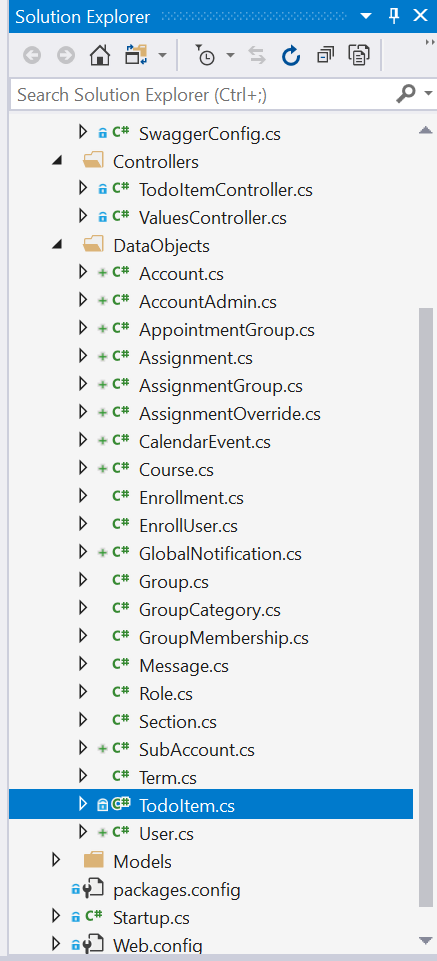 Solution Explorer
Search Solution Explorer (Ctrl+;)
C# SwaggerConfig.cs
Controllers
C# TodoItemController.cs
C# ValuesController.cs
DataObjects
+ C# Account.cs
+ C# AccountAdmin.cs
+ C# AppointmentGroup.cs
+ C# Assignment.cs
+ C# AssignmentGroup.cs
+ C# AssignmentOverride.cs
+ C# CalendarEvent.cs
+ C# Course.cs
C# Enrollment.cs
C# EnrollUser.cs
+ C# GlobalNotification.cs
C# Group.cs
C# GroupCategory.cs
C# GroupMembership.cs
C# Message.cs
C# Role.cs
C# Section.cs
+ C# SubAccount.cs
C# Term.cs
C# TodoItem.cs
+ C# User.cs
Models
packages.config
C# Startup.cs
Web.config